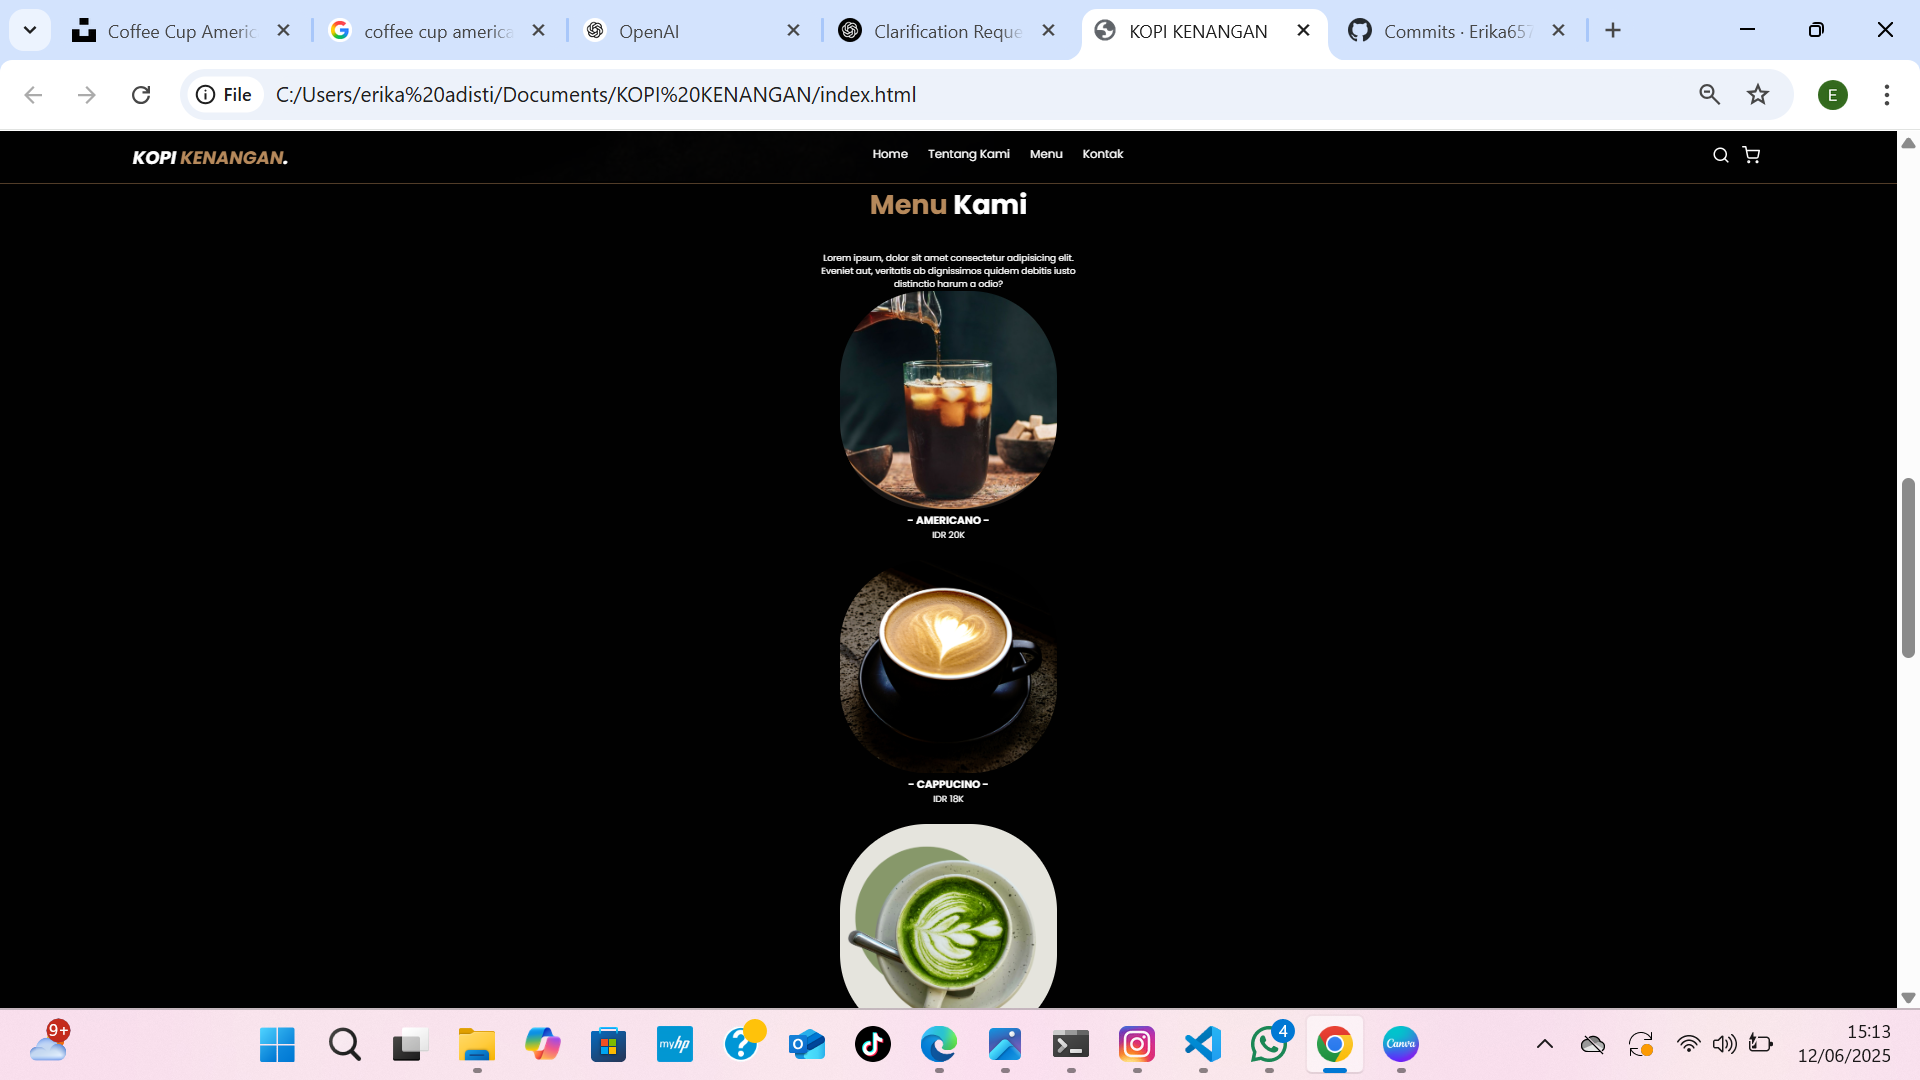 Coffee Cup Americ
coffee cup america
OpenAI
Clarification Reque
KOPI KENANGAN
Commits · Erika657
File
C:/Users/erika%20adisti/Documents/KOPI%20KENANGAN/index.html
E
KOPI KENANGAN.
Home
Tentang Kami
Menu
Kontak
Menu Kami
Lorem ipsum, dolor sit amet consectetur adipisicing elit.
Eveniet aut, veritatis ab dignissimos quidem debitis iusto
distinctio harum a odio?
- AMERICANO -
IDR 20K
- CAPPUCINO -
IDR 18K
9+
myhp
Canva
4
15:13
12/06/2025